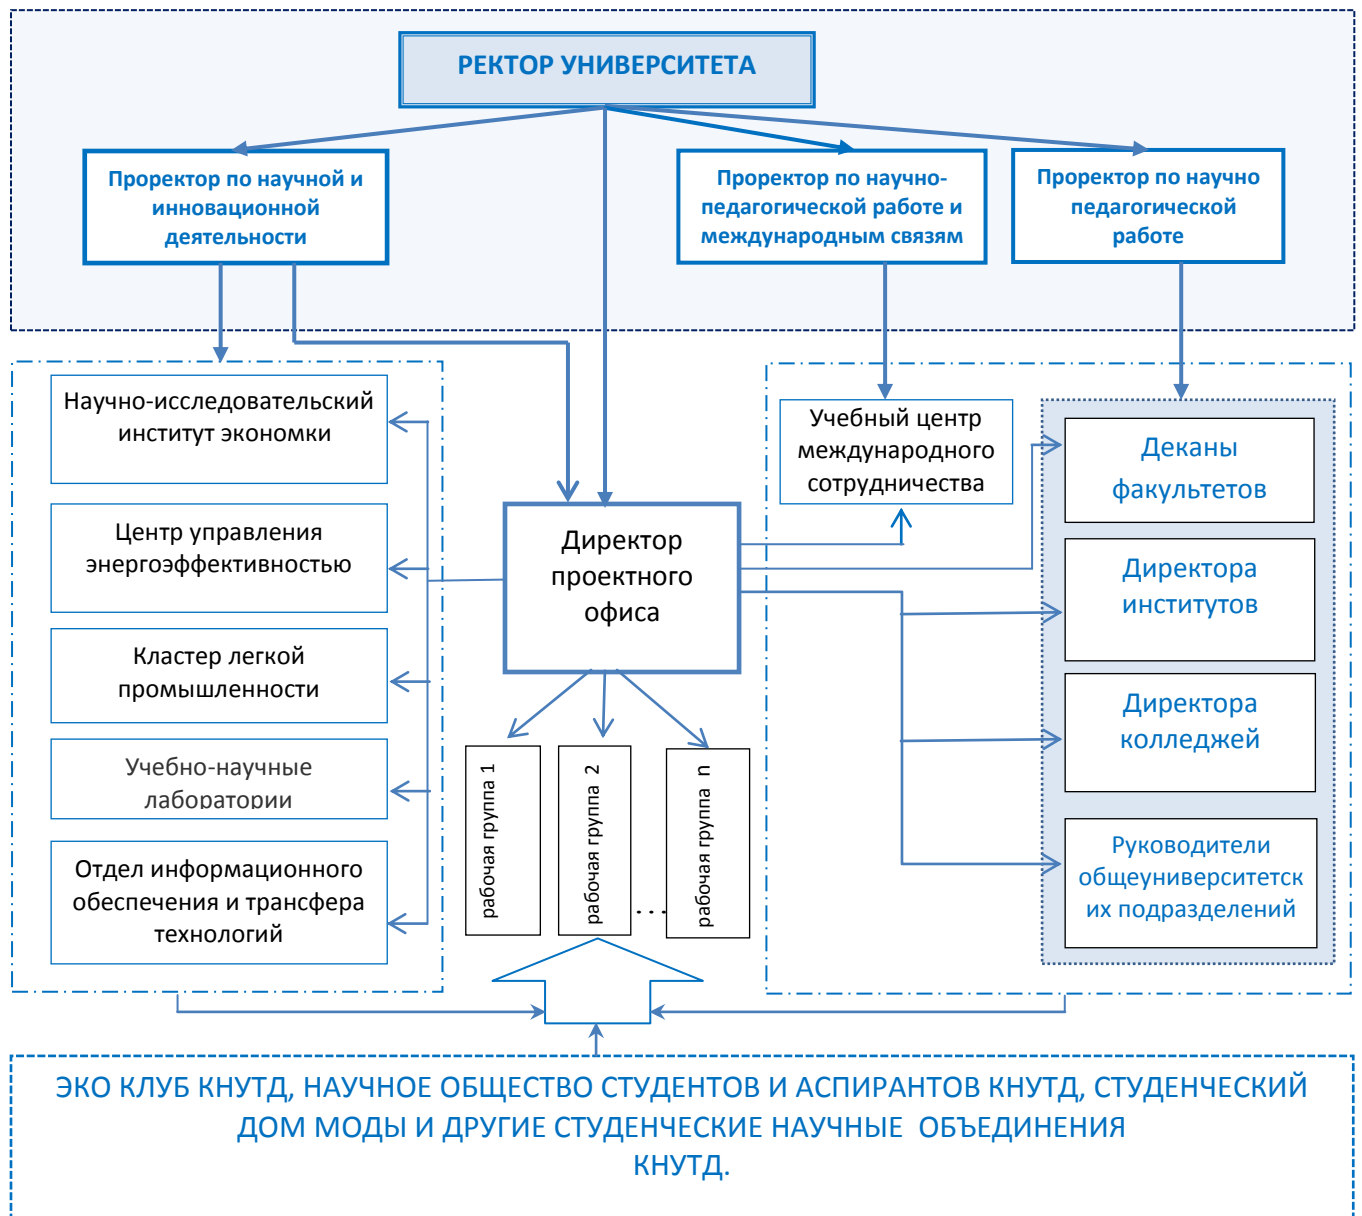 РЕКТОР УНИВЕРСИТЕТА
Проректор по научной и
инновационной
деятельности
Проректор по научно-
педагогической работе и
международным связям
Проректор по научно
педагогической
работе
Научно-исследовательский
институт экономки
Центр управления
энергоэффективностью
Кластер легкой
промышленности
Учебно-научные
лаборатории
Отдел информационного
обеспечения и трансфера
технологий
Директор
проектного
офиса
рабочая группа 1
рабочая группа 2
...
рабочая группа n
Учебный центр
международного
сотрудничества
Деканы
факультетов
Директора
институтов
Директора
колледжей
Руководители
общеуниверситетск
их подразделений
ЭКО КЛУБ КНУТД, НАУЧНОЕ ОБЩЕСТВО СТУДЕНТОВ И АСПИРАНТОВ КНУТД, СТУДЕНЧЕСКИЙ
ДОМ МОДЫ И ДРУГИЕ СТУДЕНЧЕСКИЕ НАУЧНЫЕ ОБЪЕДИНЕНИЯ
КНУТД.